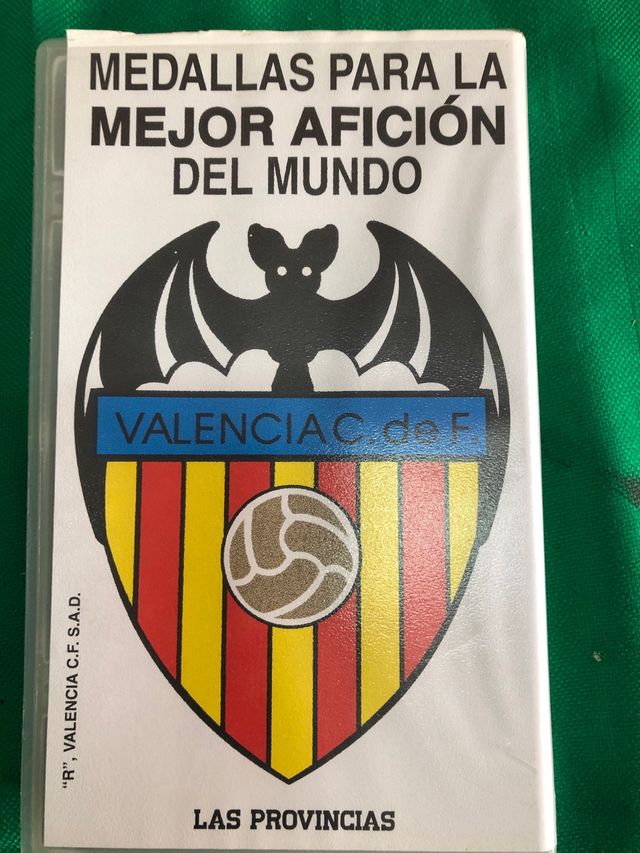 MEDALLAS PARA LA
MEJOR AFICIÓN
DEL MUNDO
VALENCIA C. de F.
"R", VALENCIA C.F. S.A.D.
LAS PROVINCIAS